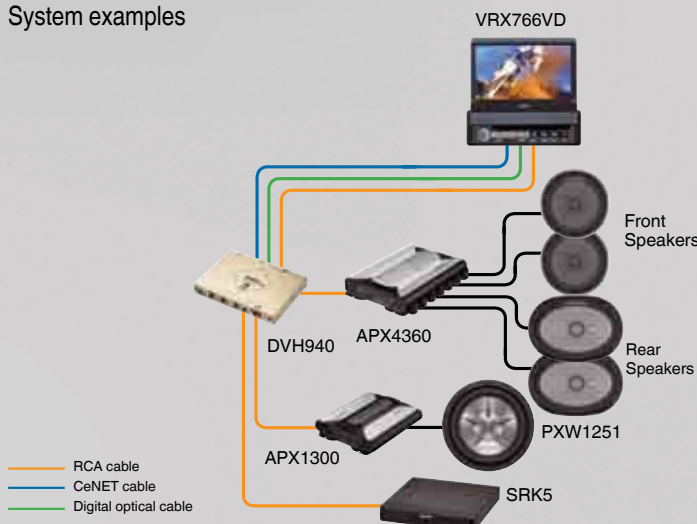 System examples
VRX766VD
Front
Speakers
DVH940
APX4360
Rear
Speakers
APX1300
PXW1251
SRK5
RCA cable
CeNET cable
Digital optical cable